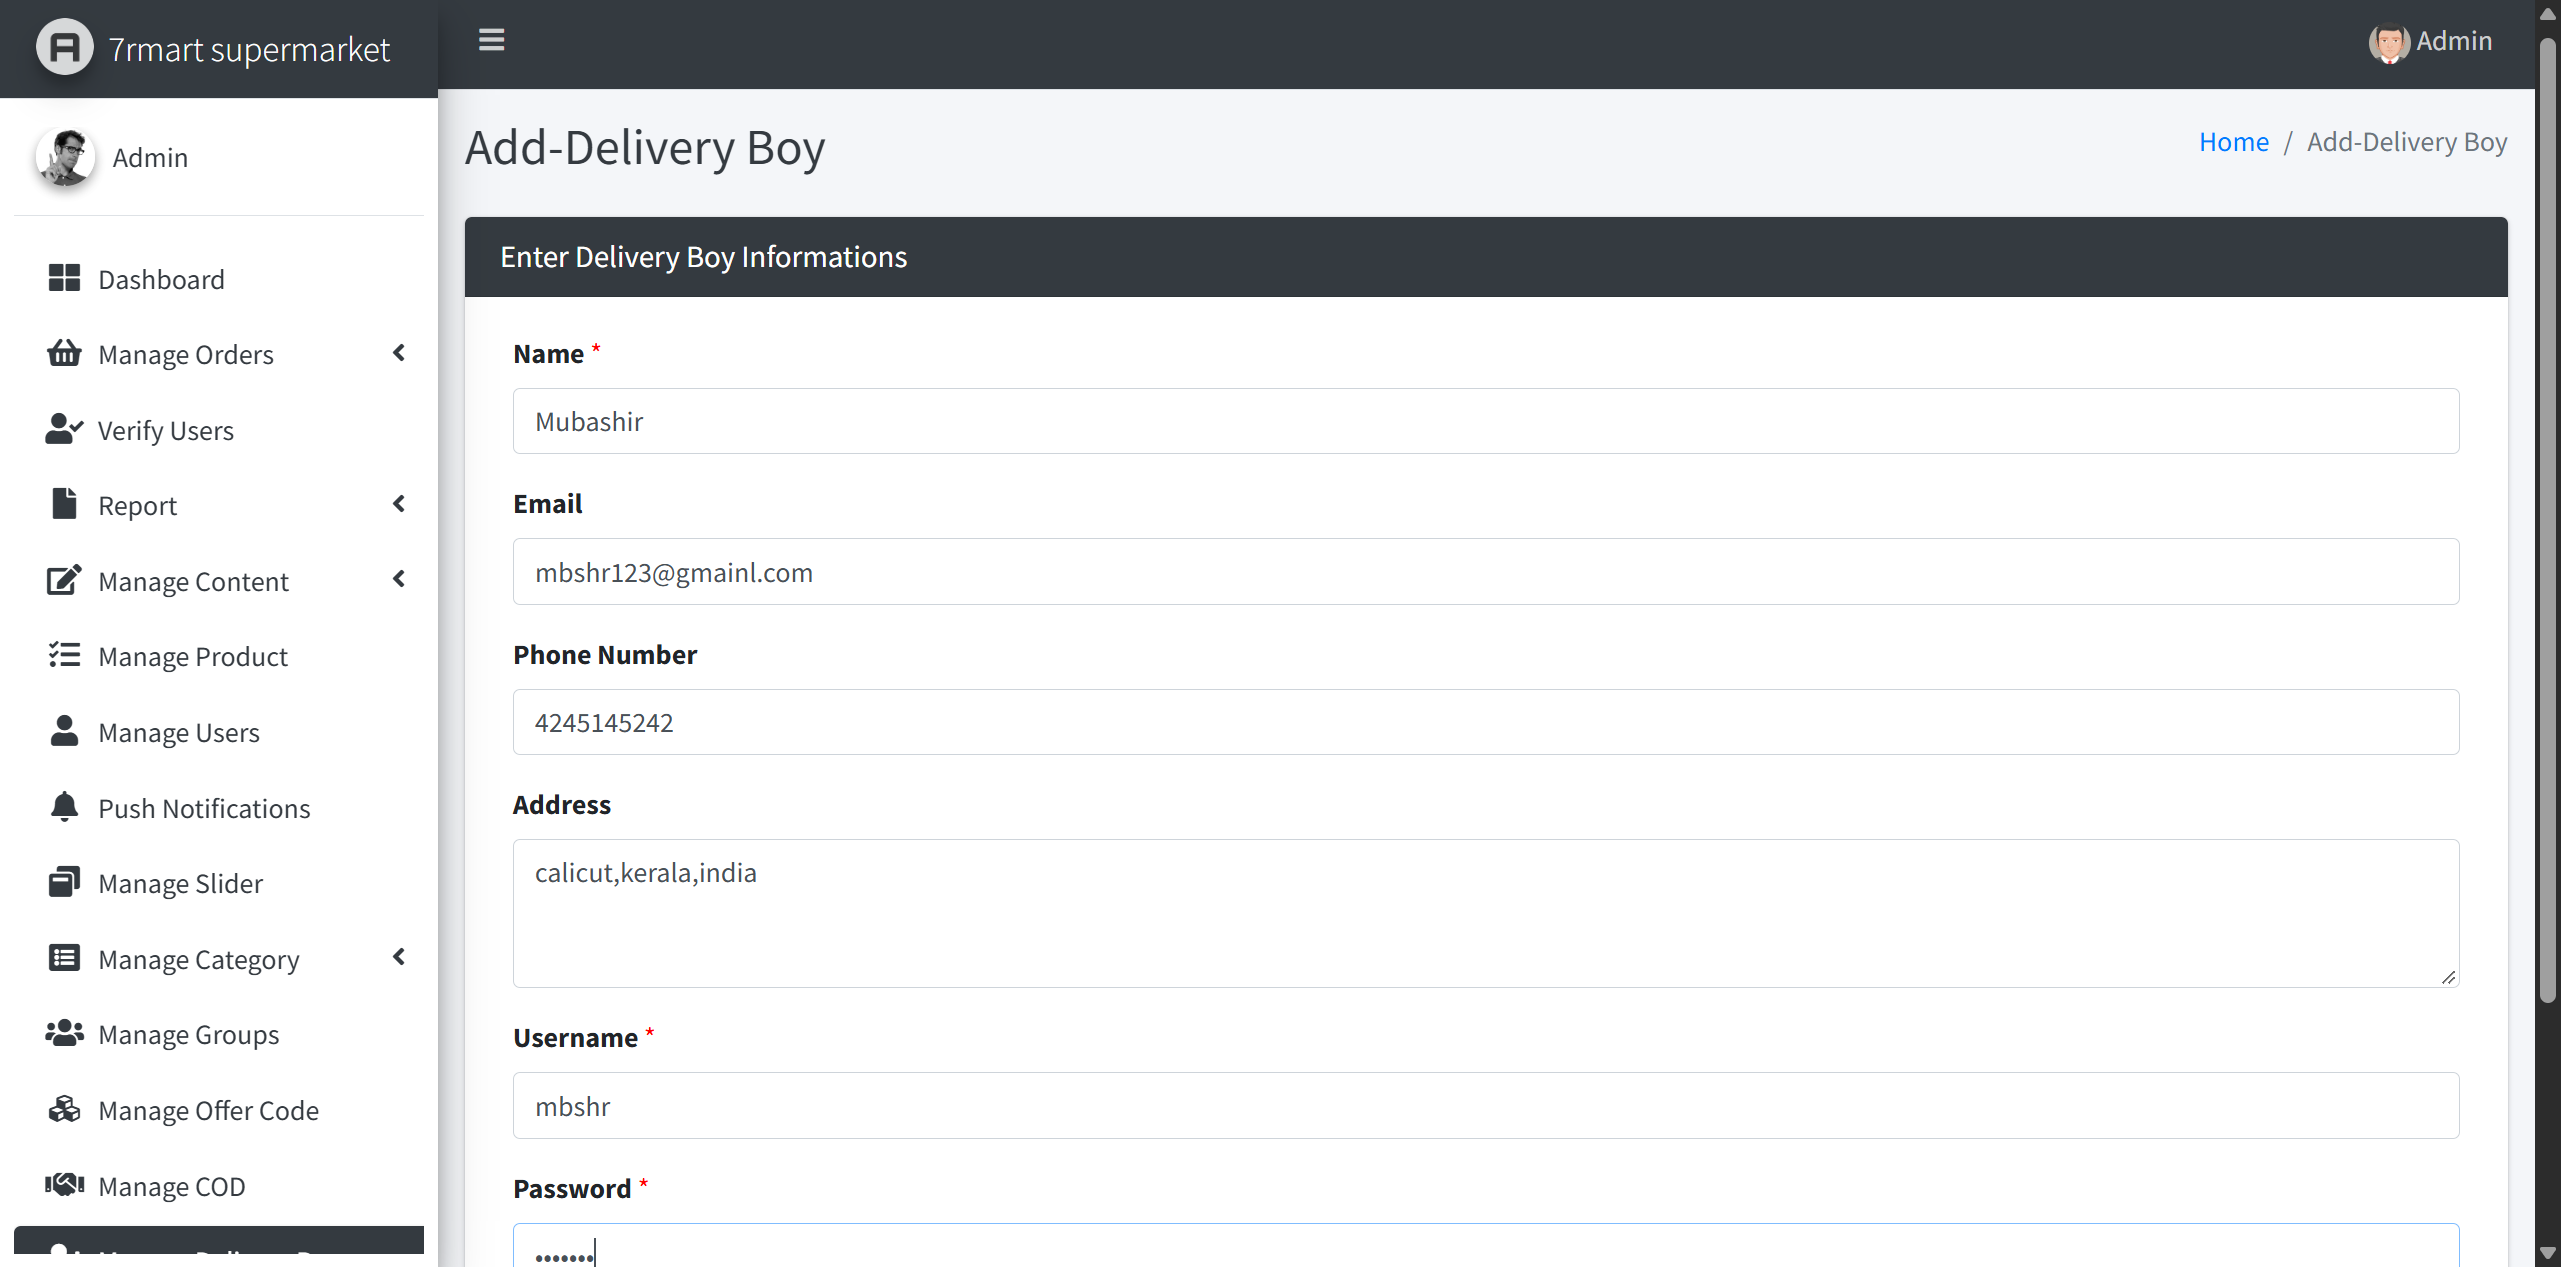 7rmart supermarket
Admin
Admin
Add-Delivery Boy
Home / Add-Delivery Boy
Dashboard
Manage Orders
Verify Users
Report
Manage Content
Manage Product
Manage Users
Push Notifications
Manage Slider
Manage Category
Manage Groups
Manage Offer Code
Manage COD
Enter Delivery Boy Informations
Name *
Mubashir
Email
mbshr123@gmainl.com
Phone Number
4245145242
Address
calicut,kerala,india
Username *
mbshr
Password *
•••••••